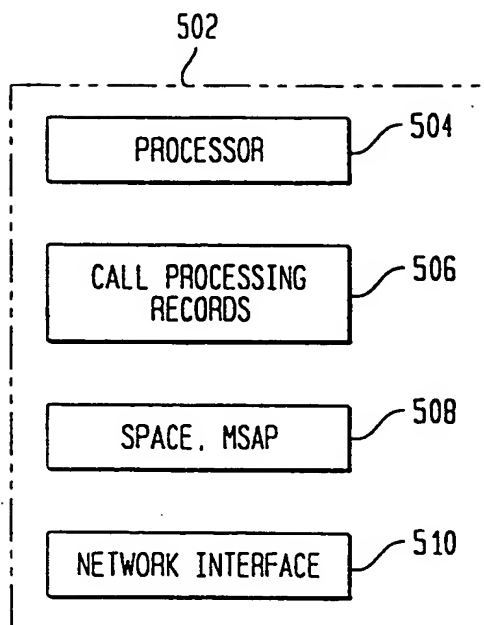 502
PROCESSOR
504
CALL PROCESSING
RECORDS
506
SPACE, MSAP
508
NETWORK INTERFACE
510